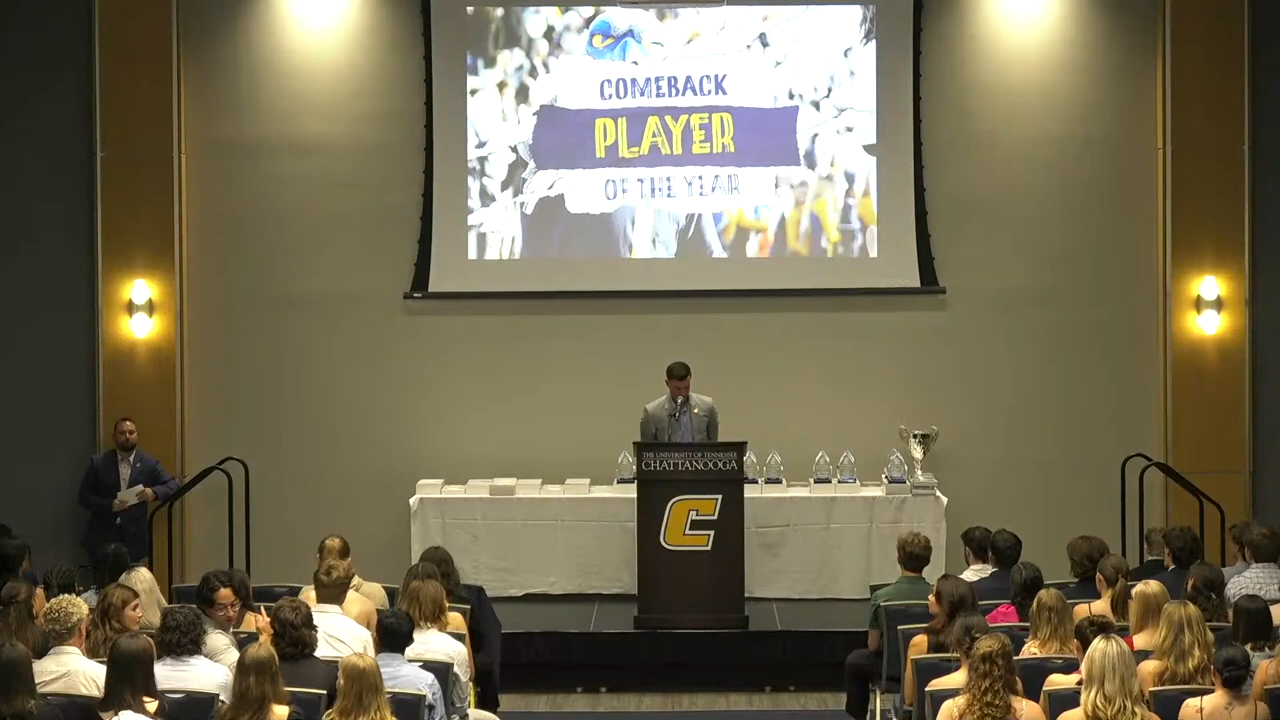 COMEBACK
PLAYER
OF THE YEAR
THE UNIVERSITY OF TENNESSEE
CHATTANOOGA
C